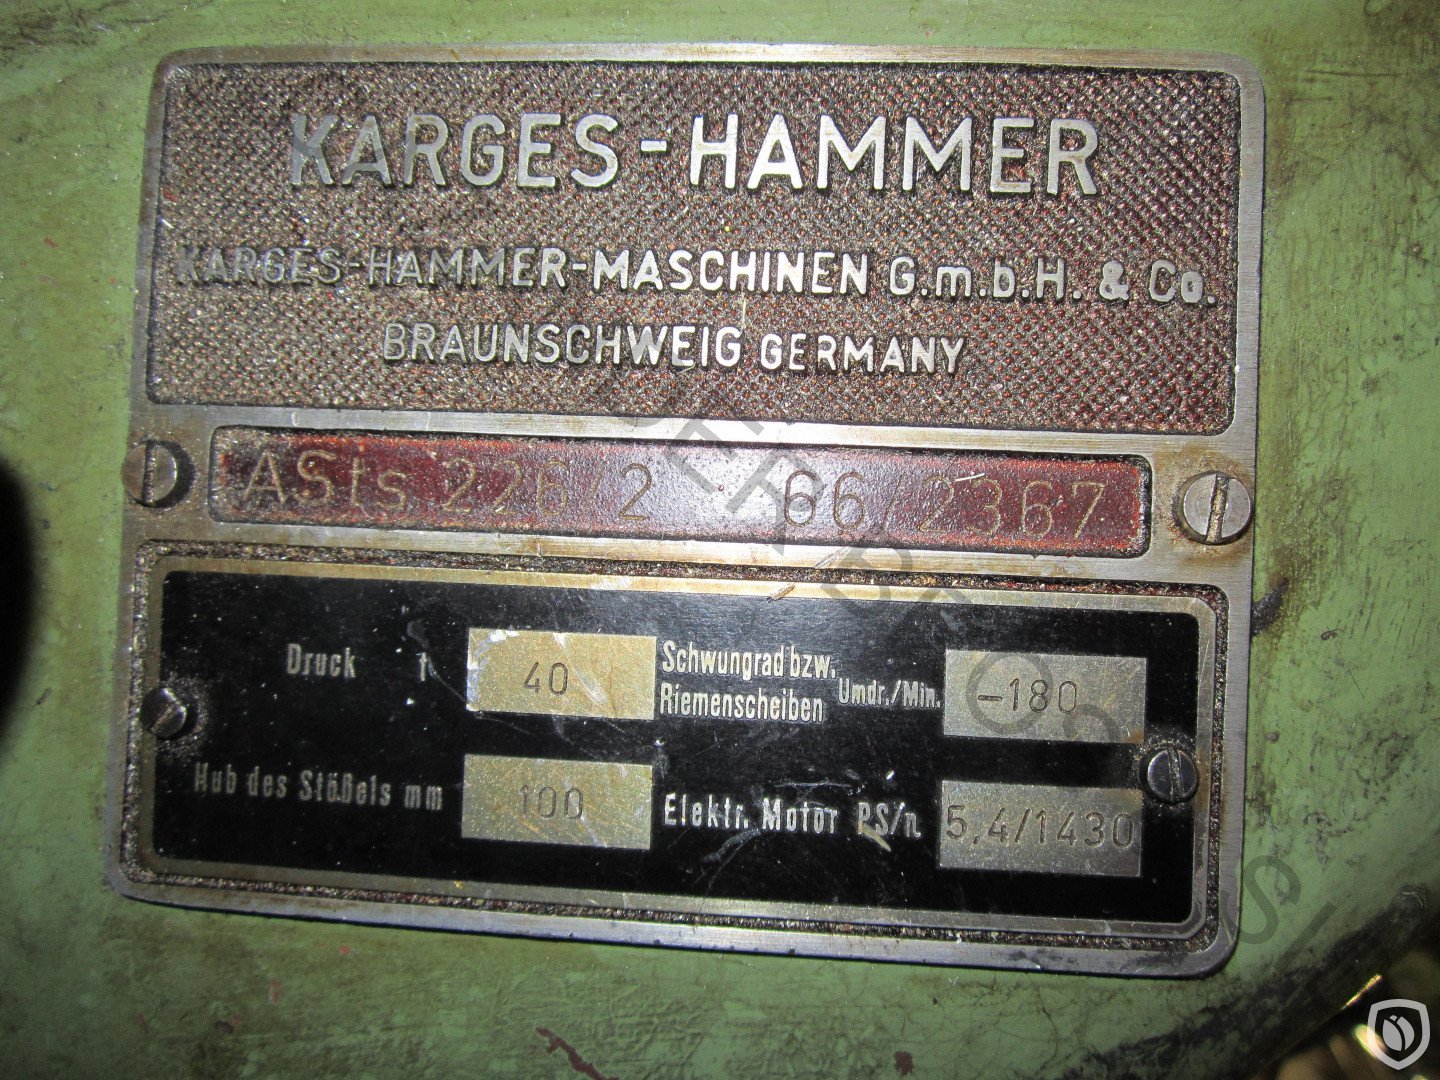 KARGES-HAMMER
KARGES-HAMMER-MASCHINEN G.m.b.H. & Co.
BRAUNSCHWEIG GERMANY
ASts 226/2 66/2367
Druck t 40 Schwungrad bzw. Riemenscheiben Umdr./Min. -180
Hub des Stößels mm 100 Elektr. Motor PS/n 5,4/1430